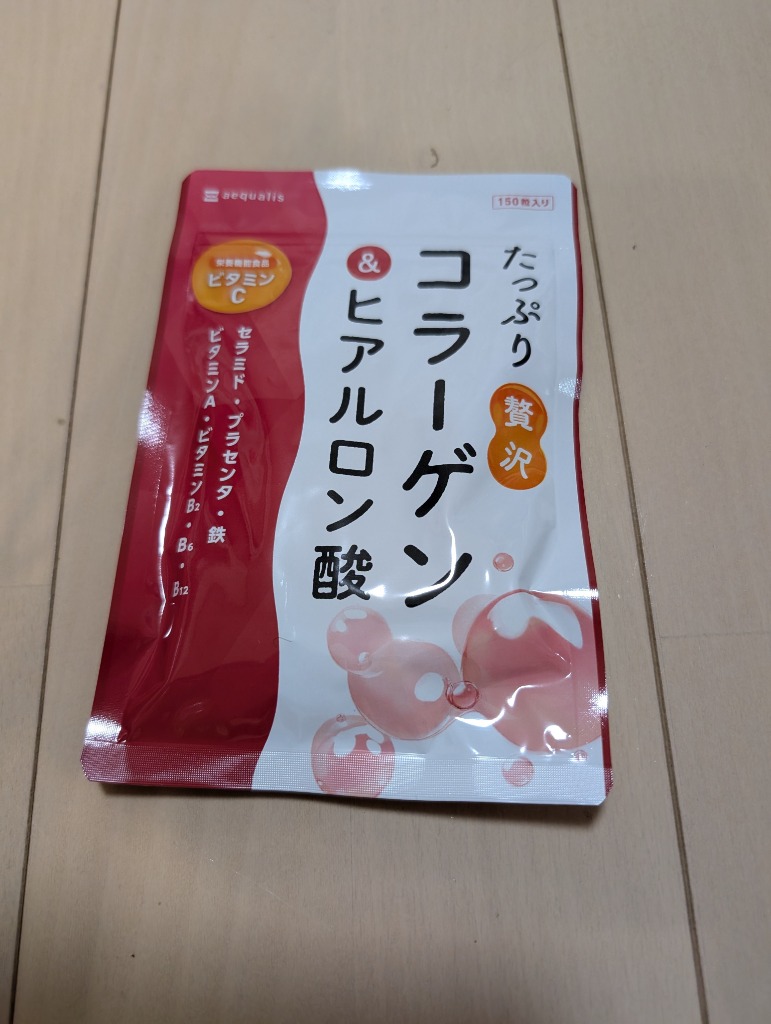 aequalis
150粒入り
たっぷり
贅沢
コラーゲン
&ヒアルロン酸
栄養機能食品
ビタミン
C
セラミド・プラセンタ・鉄
ビタミンA・ビタミンB2・B6・B12